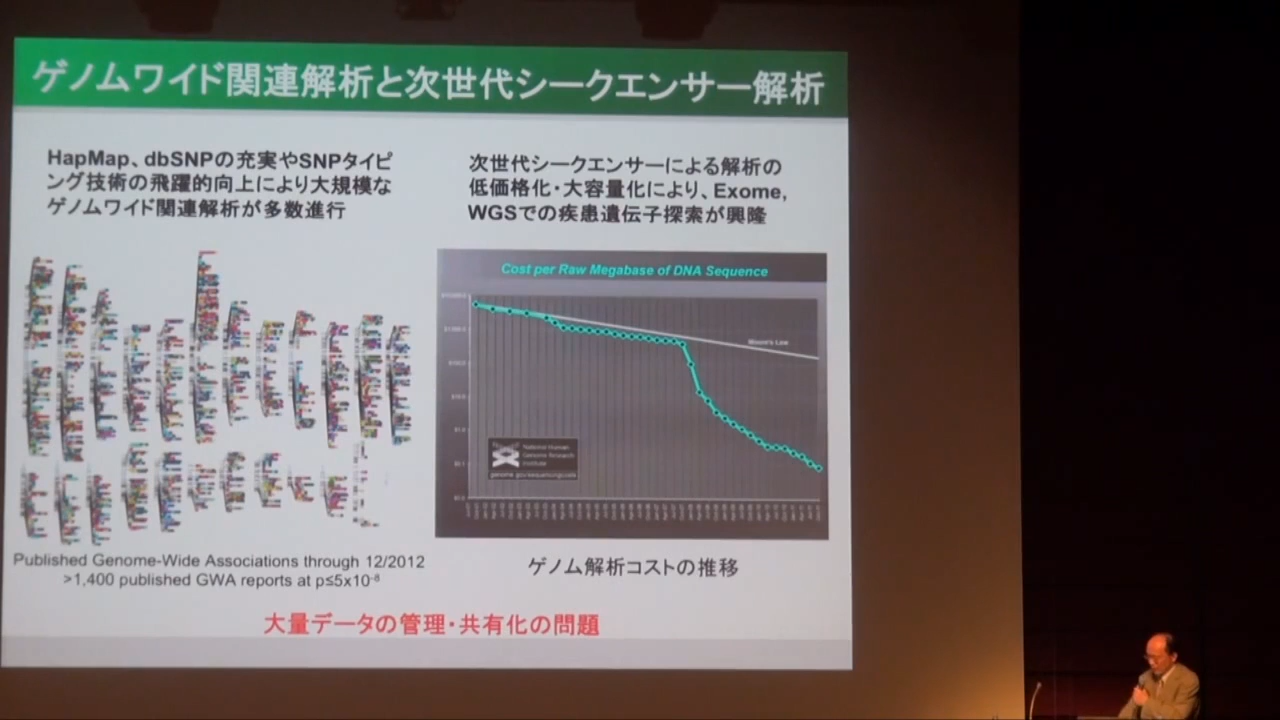 ゲノムワイド関連解析と次世代シークエンサー解析
HapMap、dbSNPの充実やSNPタイピ
ング技術の飛躍的向上により大規模な
ゲノムワイド関連解析が多数進行
次世代シークエンサーによる解析の
低価格化・大容量化により、Exome,
WGSでの疾患遺伝子探索が興隆
Cost per Raw Megabase of DNA Sequence
Moore's Law
National Human
Genome Research
Institute
genome.gov/sequencingcosts
Published Genome-Wide Associations through 12/2012
>1,400 published GWA reports at p≤5x10⁻⁸
ゲノム解析コストの推移
大量データの管理・共有化の問題